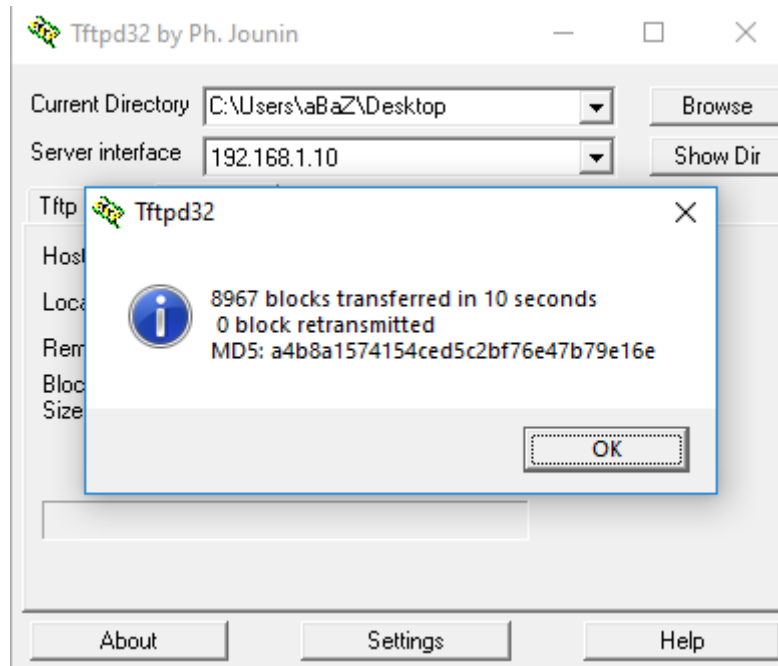 Tftpd32 by Ph. Jounin
Current Directory C:\Users\aBaZ\Desktop Browse
Server interface 192.168.1.10 Show Dir
Tftp
Tftpd32
8967 blocks transferred in 10 seconds
0 block retransmitted
MD5: a4b8a1574154ced5c2bf76e47b79e16e
OK
Size
About Settings Help